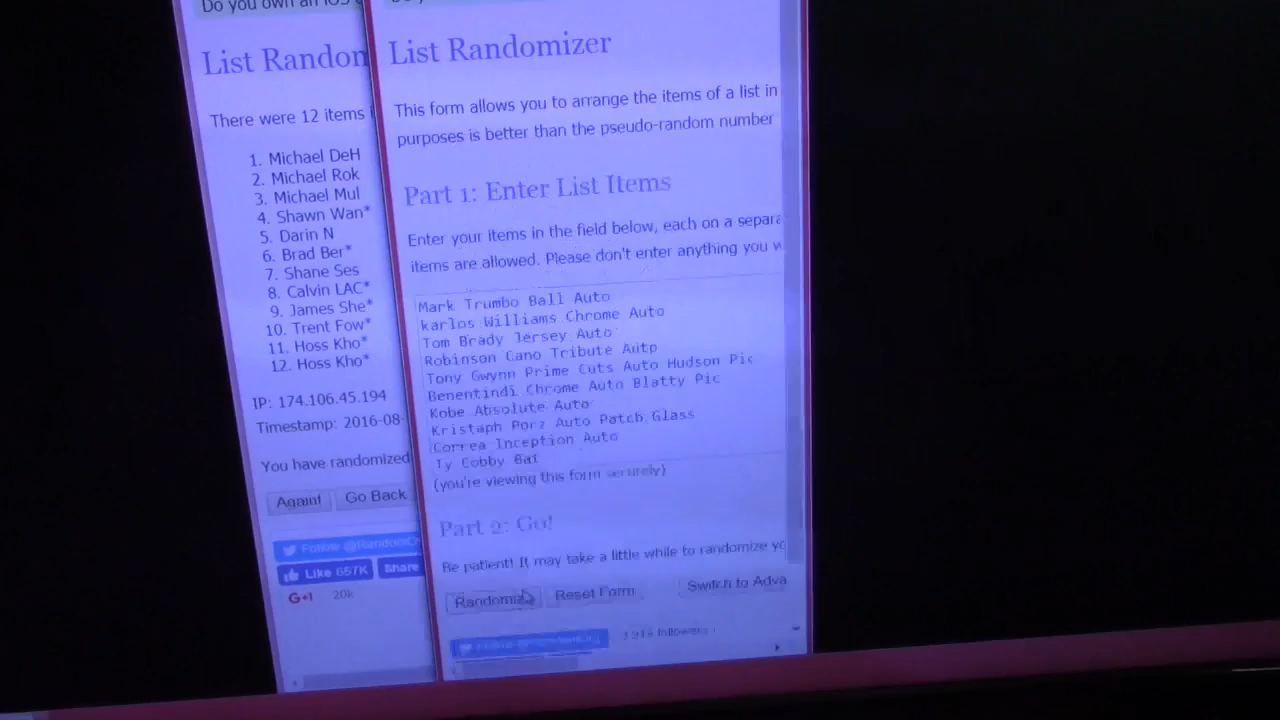 Do you own an iOS
List Randon
There were 12 items
1. Michael DeH
2. Michael Rok
3. Michael Mul
4. Shawn Wan*
5. Darin N
6. Brad Ber*
7. Shane Ses
8. Calvin LAC*
9. James She*
10. Trent Fow*
11. Hoss Kho*
12. Hoss Kho*
IP: 174.106.45.194
Timestamp: 2016-08-
You have randomized
Again!
Go Back
Follow @RandomO
Like 657K
Share
G+1
20k
List Randomizer
This form allows you to arrange the items of a list in
purposes is better than the pseudo-random number
Part 1: Enter List Items
Enter your items in the field below, each on a separa
items are allowed. Please don't enter anything you w
Mark Trumbo Ball Auto
karlos Williams Chrome Auto
Tom Brady Jersey Auto
Robinson Cano Tribute Auto
Tony Gwynn Prime Cuts Auto Hudson Pic
Benentindi Chrome Auto Blatty Pic
Kobe Absolute Auto
Kristaph Porz Auto Patch Glass
Correa Inception Auto
Ty Cobby Bat
(you're viewing this form securely)
Part 2: Go!
Be patient! It may take a little while to randomize yo
Randomize
Reset Form
Switch to Adva
followers